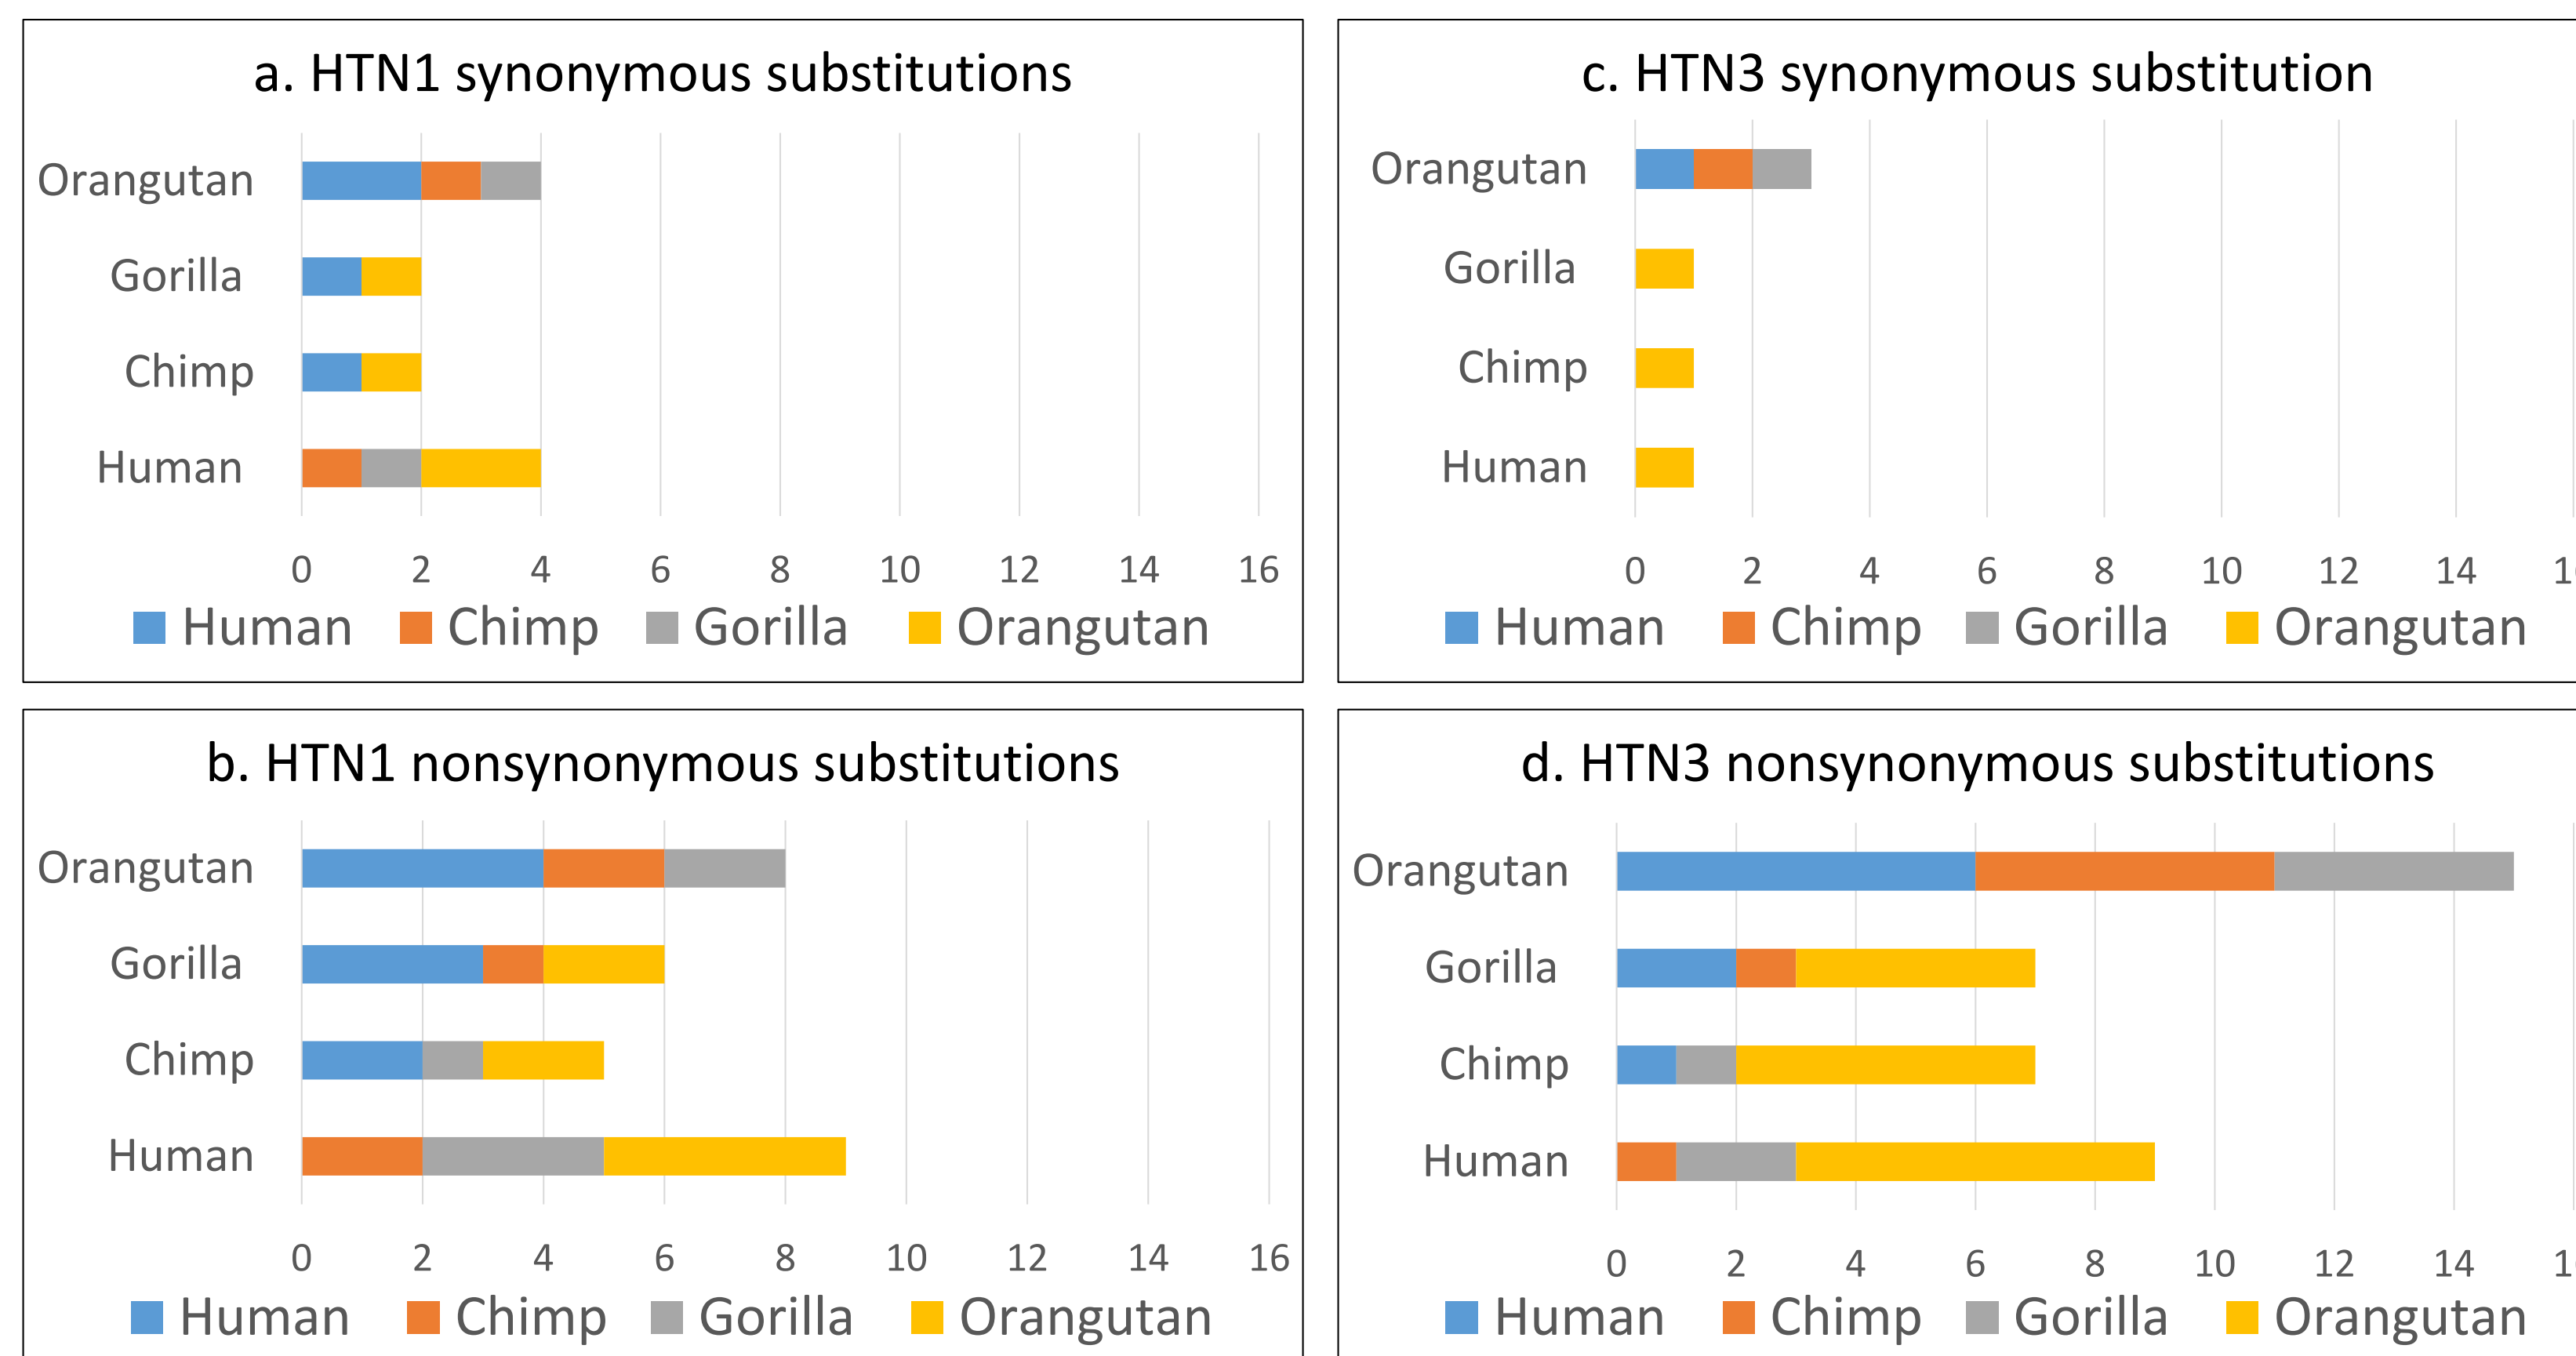 a. HTN1 synonymous substitutions
Orangutan
Gorilla
Chimp
Human
0 2 4 6 8 10 12 14 16
Human Chimp Gorilla Orangutan
c. HTN3 synonymous substitution
Orangutan
Gorilla
Chimp
Human
0 2 4 6 8 10 12 14
Human Chimp Gorilla Orangutan
b. HTN1 nonsynonymous substitutions
Orangutan
Gorilla
Chimp
Human
0 2 4 6 8 10 12 14 16
Human Chimp Gorilla Orangutan
d. HTN3 nonsynonymous substitutions
Orangutan
Gorilla
Chimp
Human
0 2 4 6 8 10 12 14
Human Chimp Gorilla Orangutan